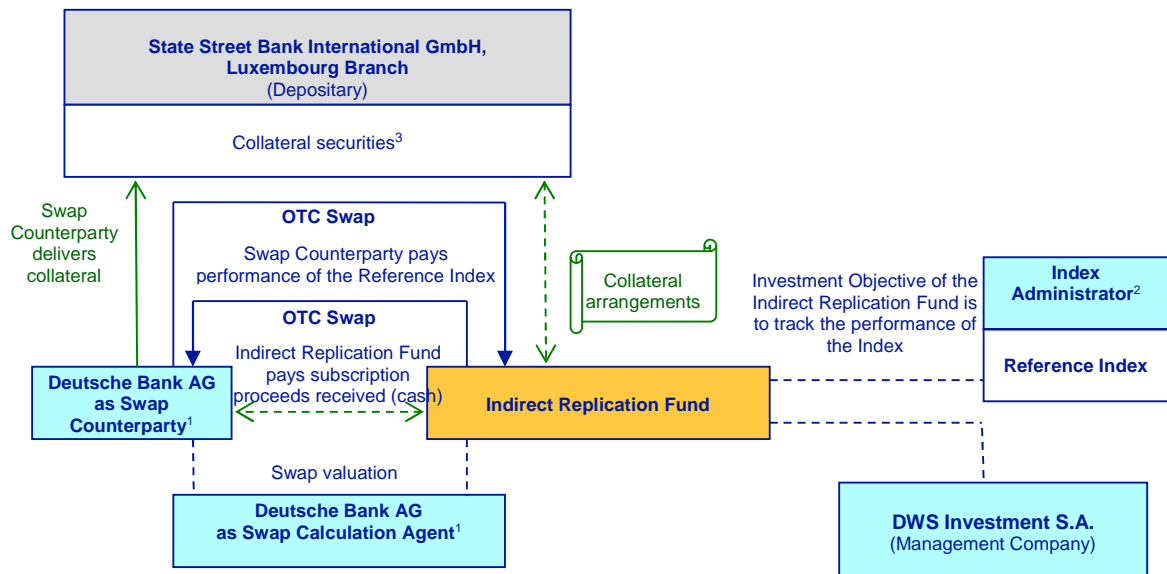 State Street Bank International GmbH,
Luxembourg Branch
(Depositary)
Collateral securities³
Swap
Counterparty
delivers
collateral
OTC Swap
Swap Counterparty pays
performance of the Reference Index
OTC Swap
Indirect Replication Fund
pays subscription
proceeds received (cash)
Collateral
arrangements
Investment Objective of the
Indirect Replication Fund is
to track the performance of
the Index
Index
Administrator²
Reference Index
Deutsche Bank AG
as Swap
Counterparty¹
Indirect Replication Fund
Swap valuation
Deutsche Bank AG
as Swap Calculation Agent¹
DWS Investment S.A.
(Management Company)